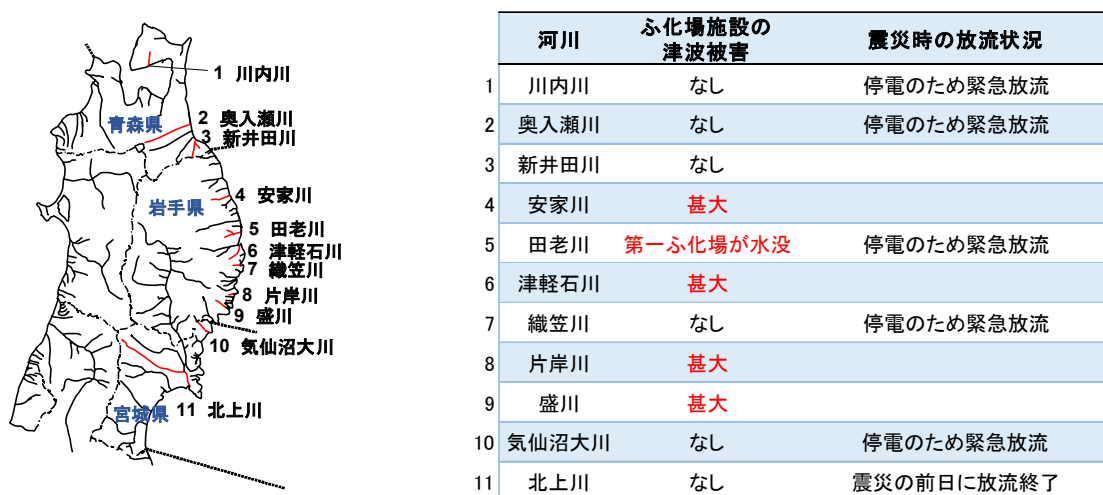 1 川内川
青森県
2 奥入瀬川
3 新井田川
4 安家川
岩手県
5 田老川
6 津軽石川
7 織笠川
8 片岸川
9 盛川
10 気仙沼大川
11 北上川
宮城県
河川 ふ化場施設の津波被害 震災時の放流状況
1 川内川 なし 停電のため緊急放流
2 奥入瀬川 なし 停電のため緊急放流
3 新井田川 なし
4 安家川 甚大
5 田老川 第一ふ化場が水没 停電のため緊急放流
6 津軽石川 甚大
7 織笠川 なし 停電のため緊急放流
8 片岸川 甚大
9 盛川 甚大
10 気仙沼大川 なし 停電のため緊急放流
11 北上川 なし 震災の前日に放流終了